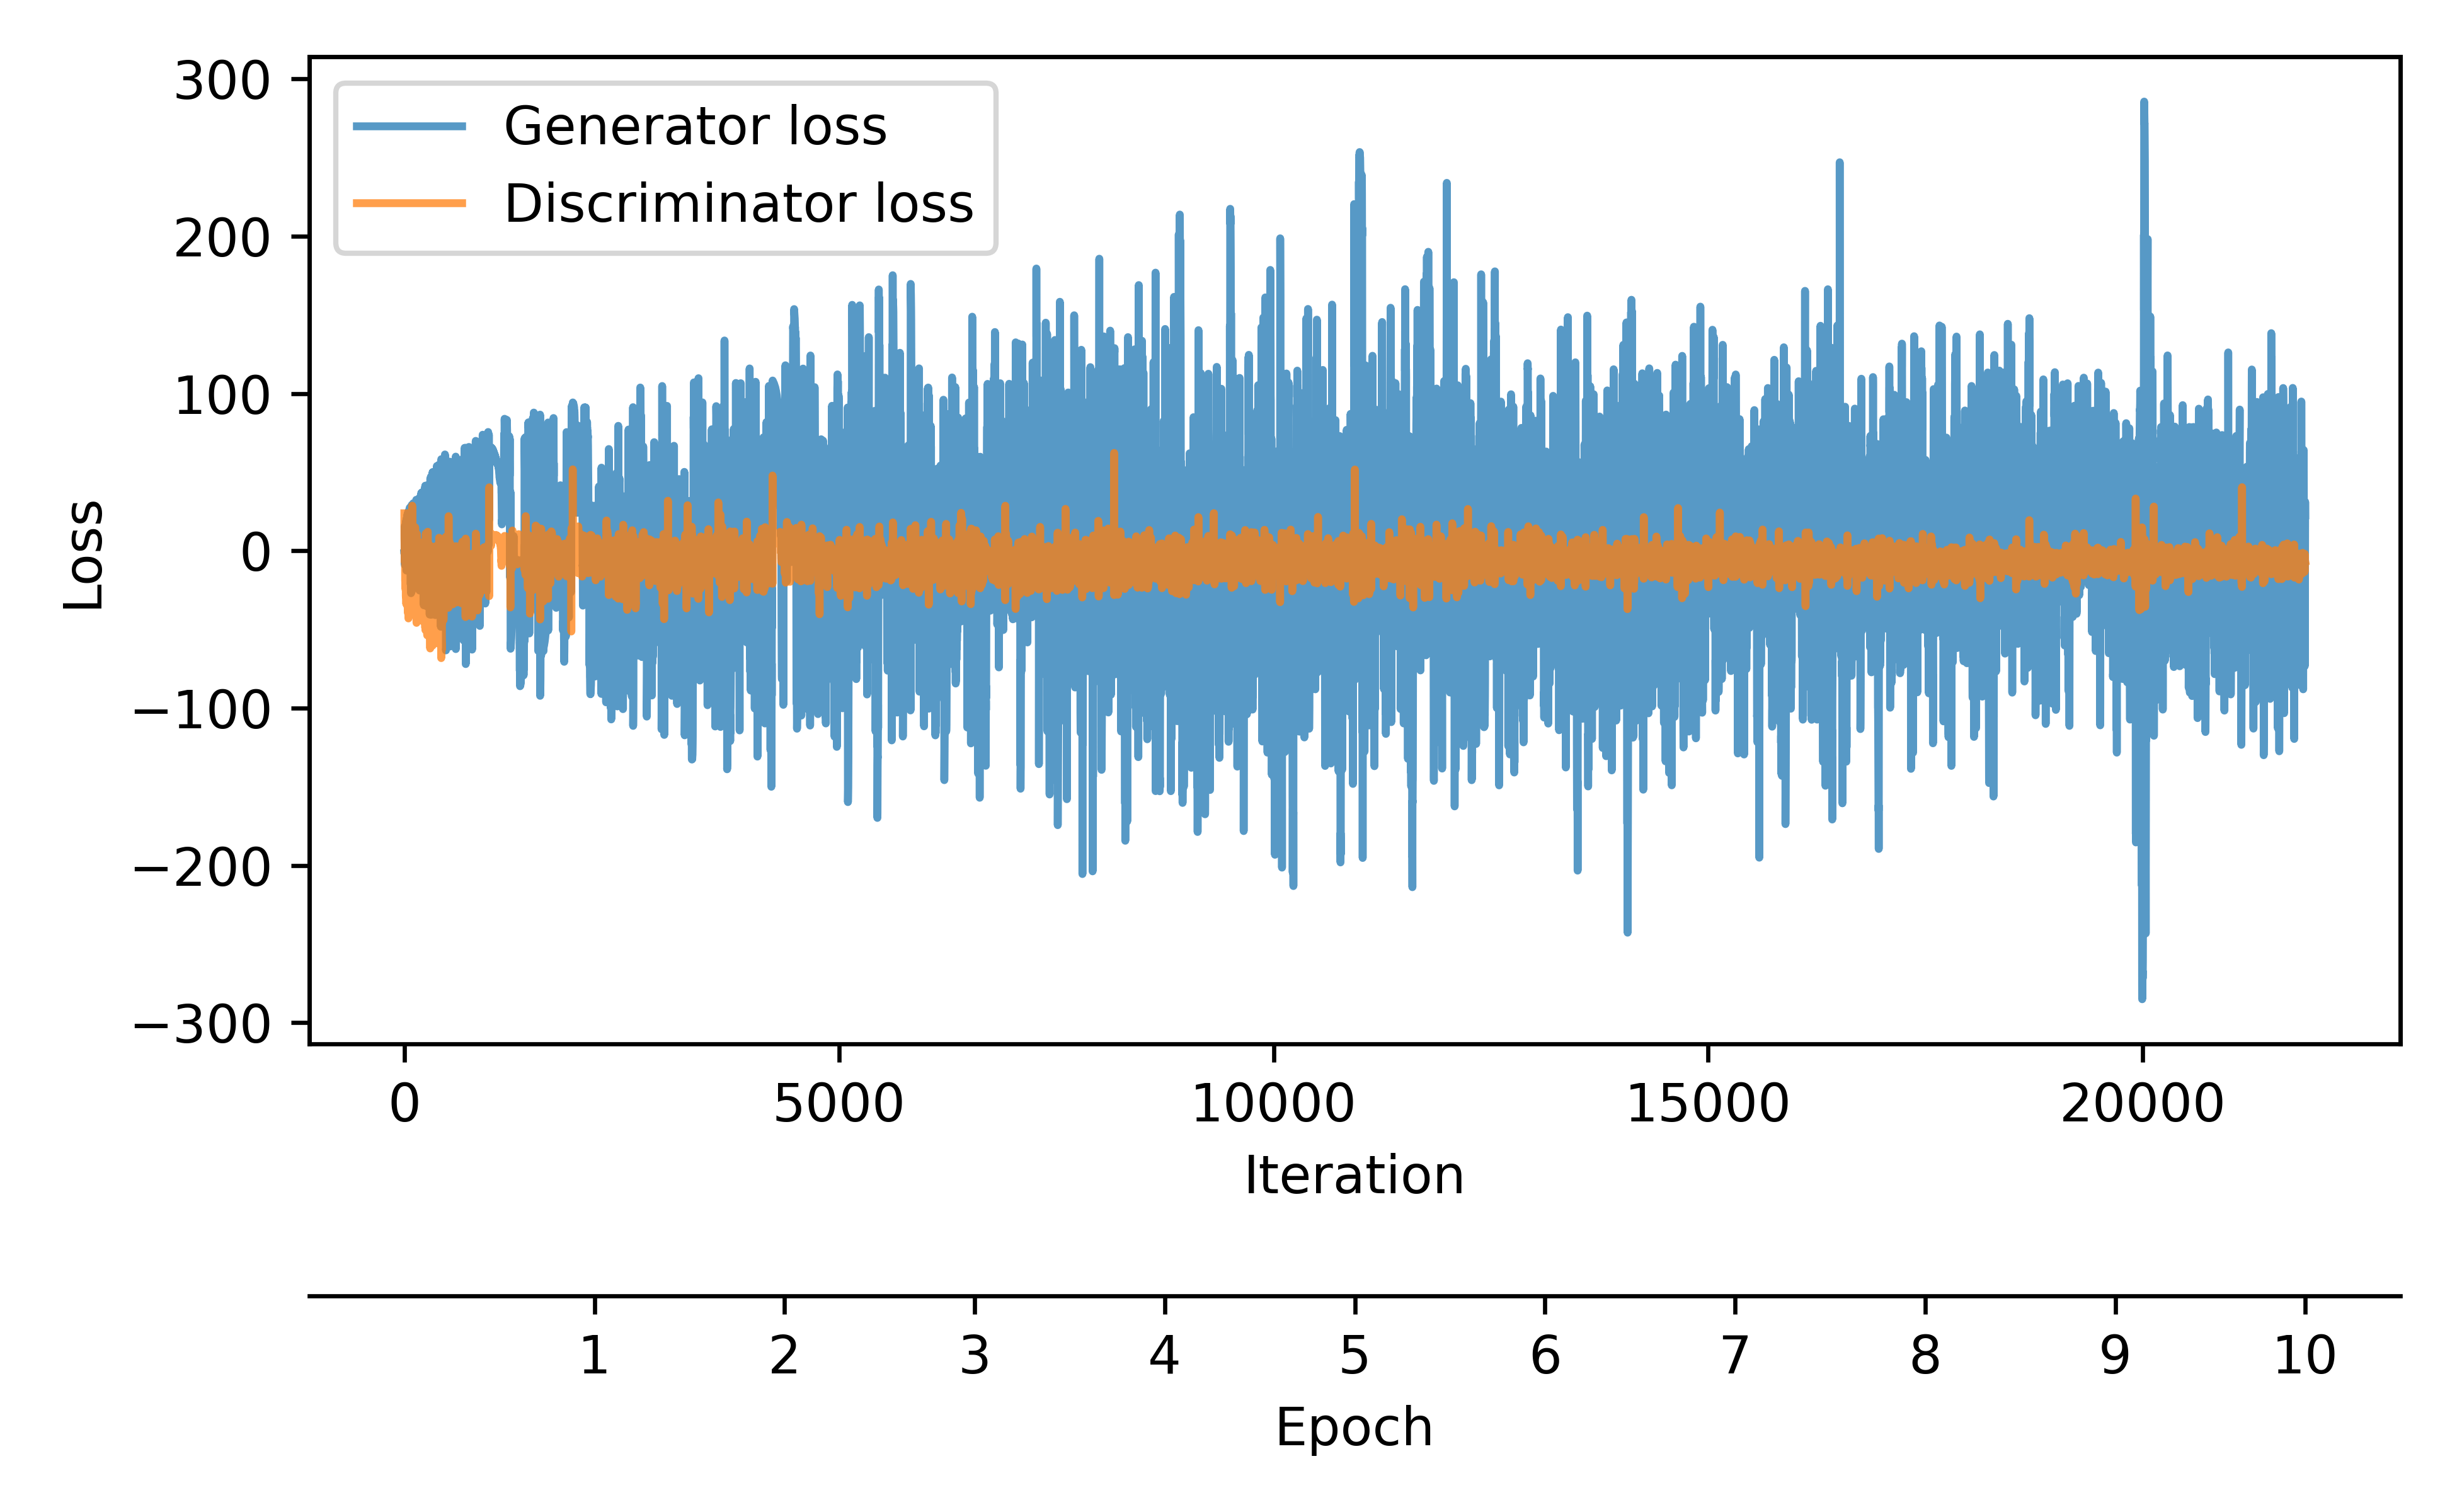 300
200
100
0
−100
−200
−300
Loss
Generator loss
Discriminator loss
0 5000 10000 15000 20000
Iteration
1 2 3 4 5 6 7 8 9 10
Epoch